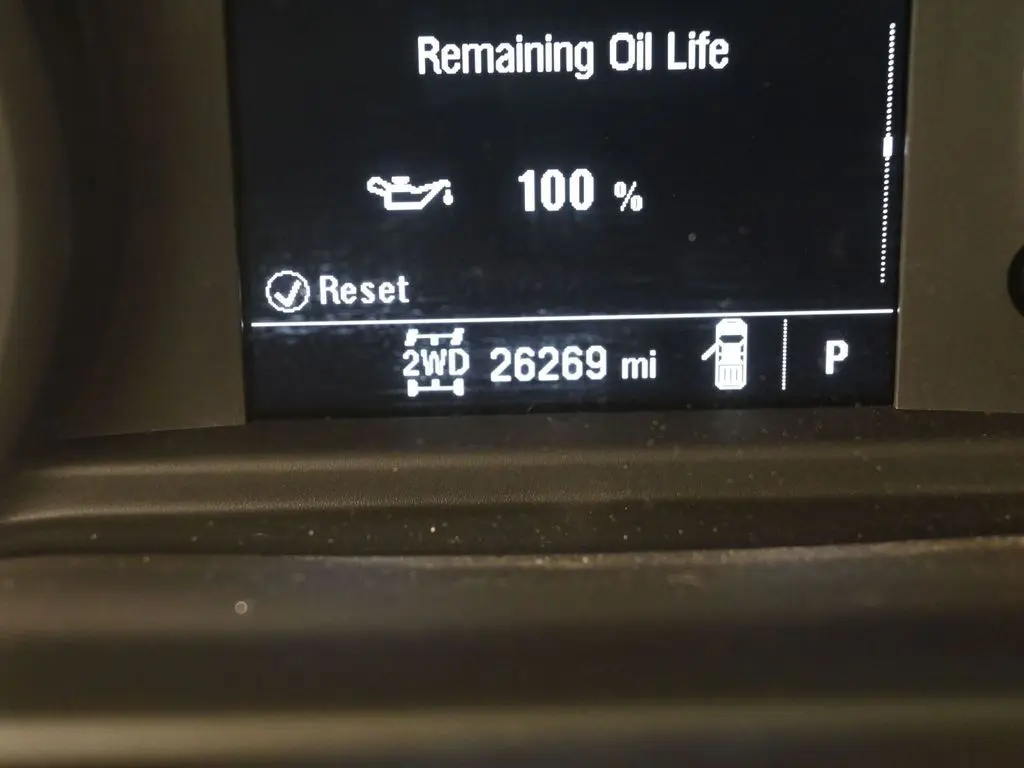 Remaining Oil Life
100 %
Reset
2WD 26269 mi P